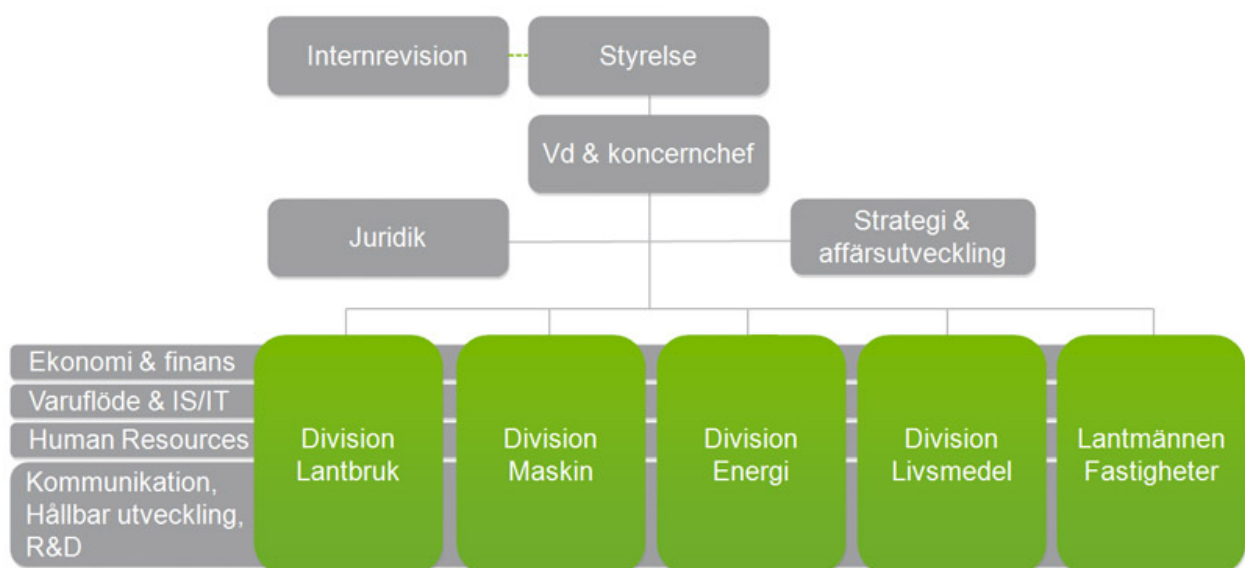 Internrevision
Styrelse
Vd & koncernchef
Juridik
Strategi &
affärsutveckling
Ekonomi & finans
Varuflöde & IS/IT
Human Resources
Kommunikation,
Hållbar utveckling,
R&D
Division
Lantbruk
Division
Maskin
Division
Energi
Division
Livsmedel
Lantmännen
Fastigheter